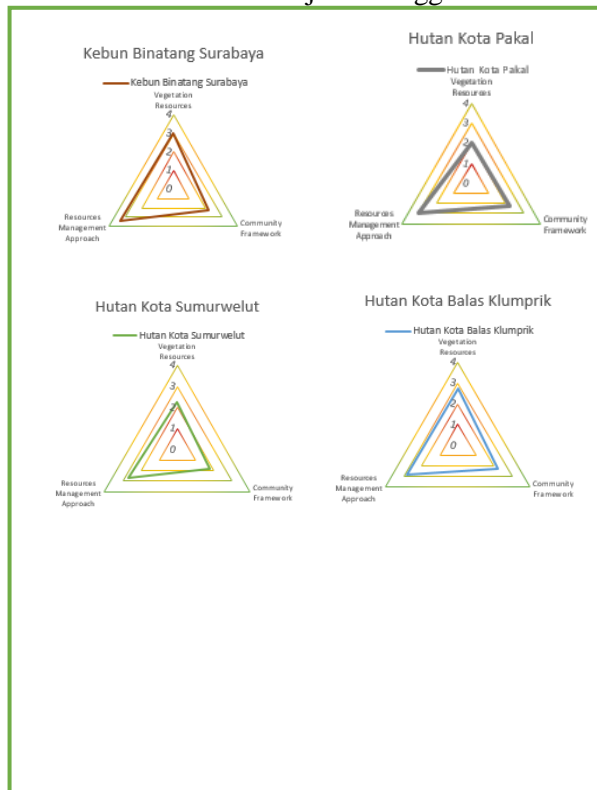 Kebun Binatang Surabaya
Kebun Binatang Surabaya
Vegetation
Resources
4
3
2
1
0
Resources
Management
Approach
Community
Framework
Hutan Kota Pakal
Hutan Kota Pakal
Vegetation
Resources
4
3
2
1
0
Resources
Management
Approach
Community
Framework
Hutan Kota Sumurwelut
Hutan Kota Sumurwelut
Vegetation
Resources
4
3
2
1
0
Resources
Management
Approach
Community
Framework
Hutan Kota Balas Klumprik
Hutan Kota Balas Klumprik
Vegetation
Resources
4
3
2
1
0
Resources
Management
Approach
Community
Framework